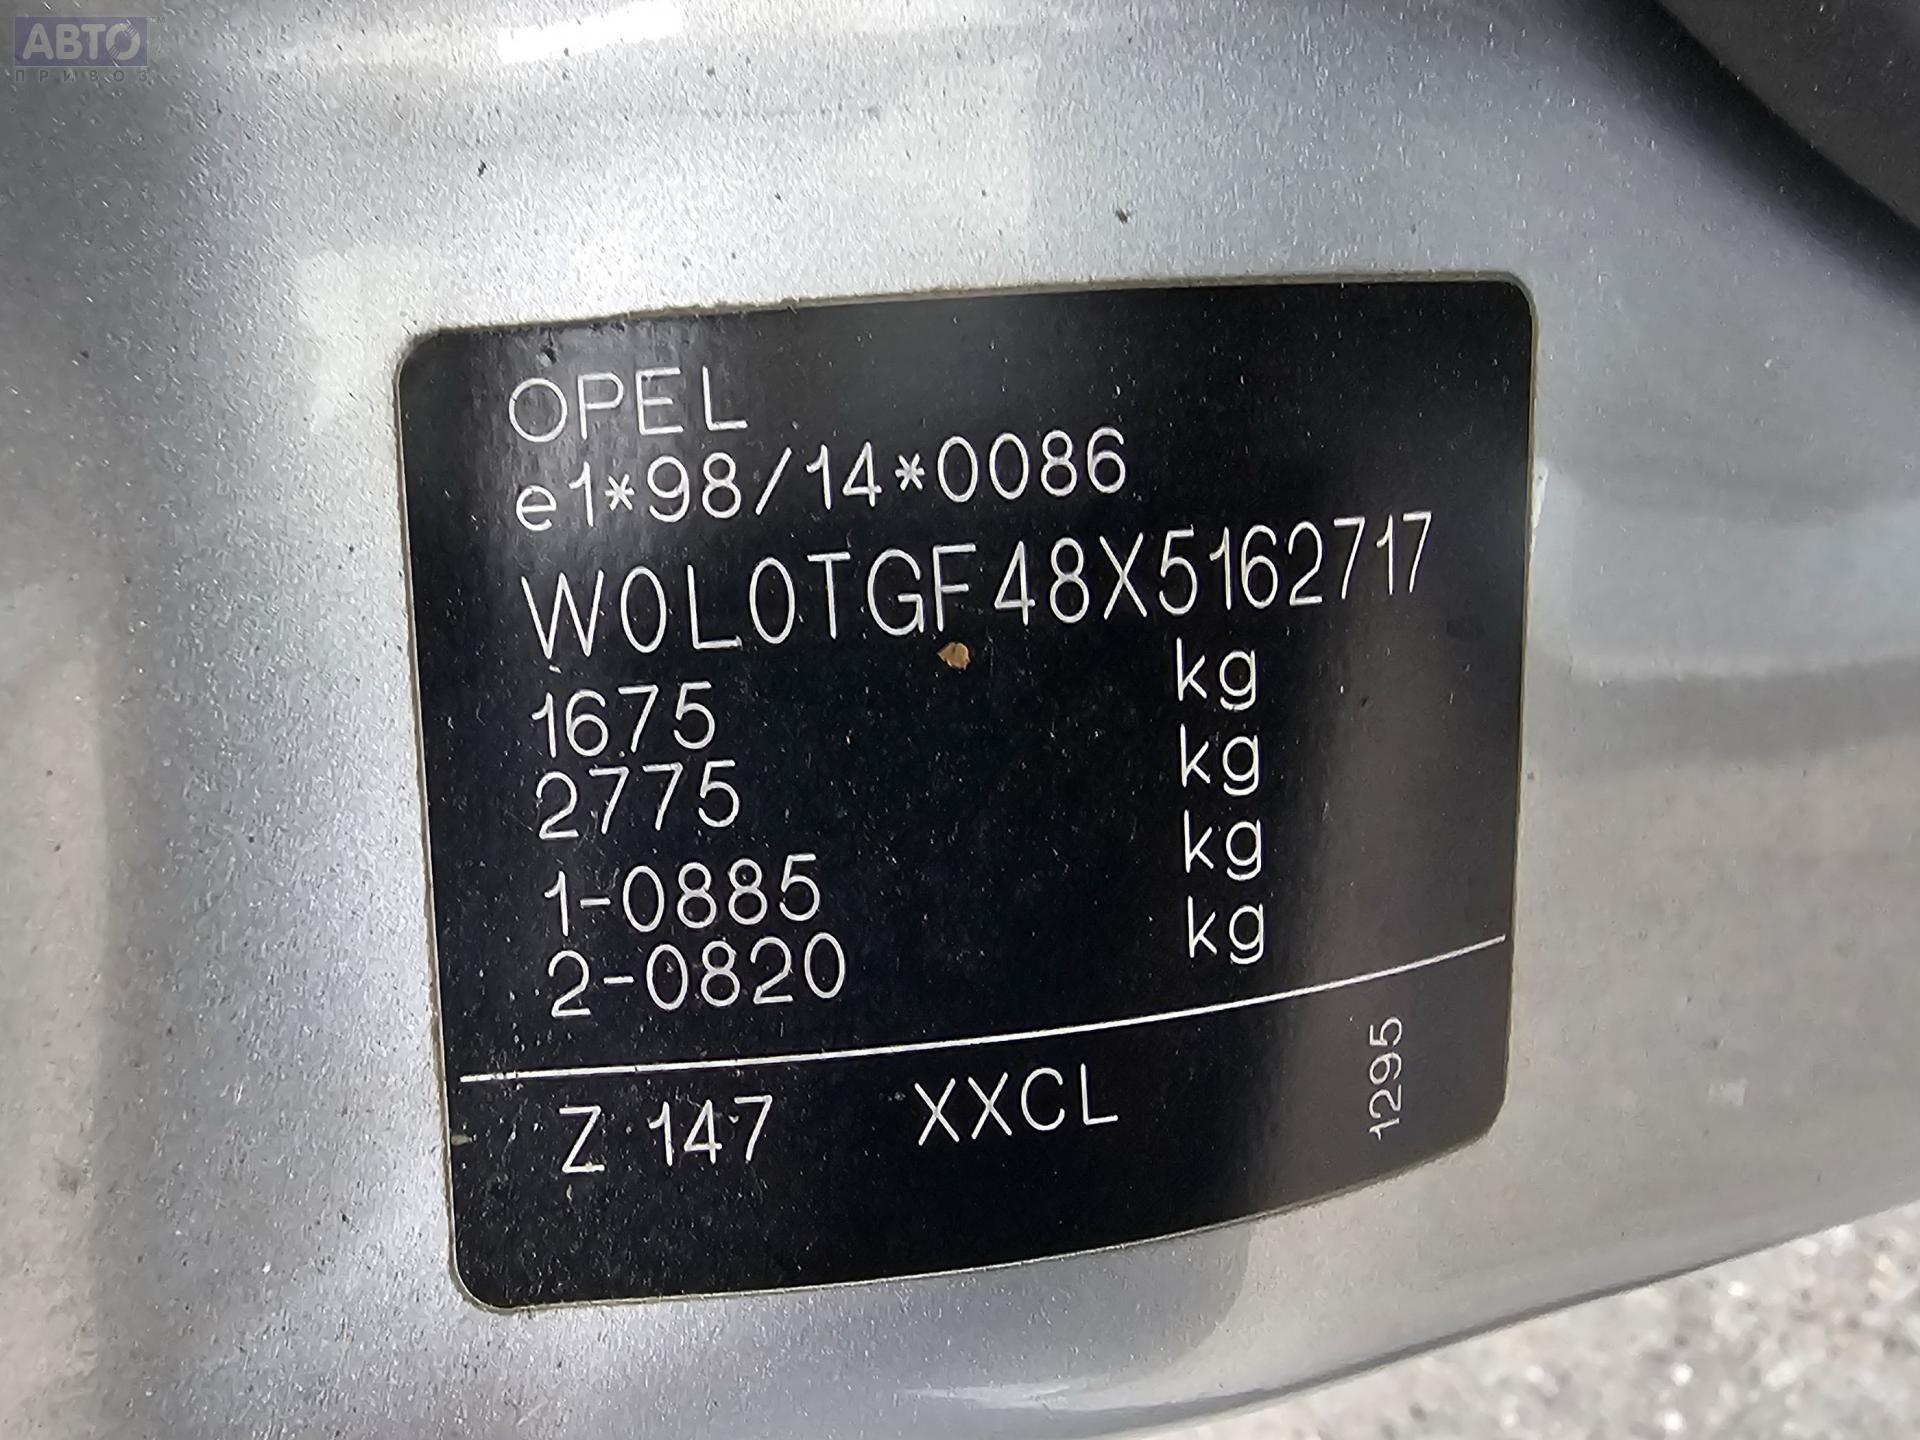 АВТО
ПРИВОЗ
OPEL
e1*98/14*0086
W0L0TGF48X5162717
1675 kg
2775 kg
1-0885 kg
2-0820 kg
Z 147 XXCL
1295